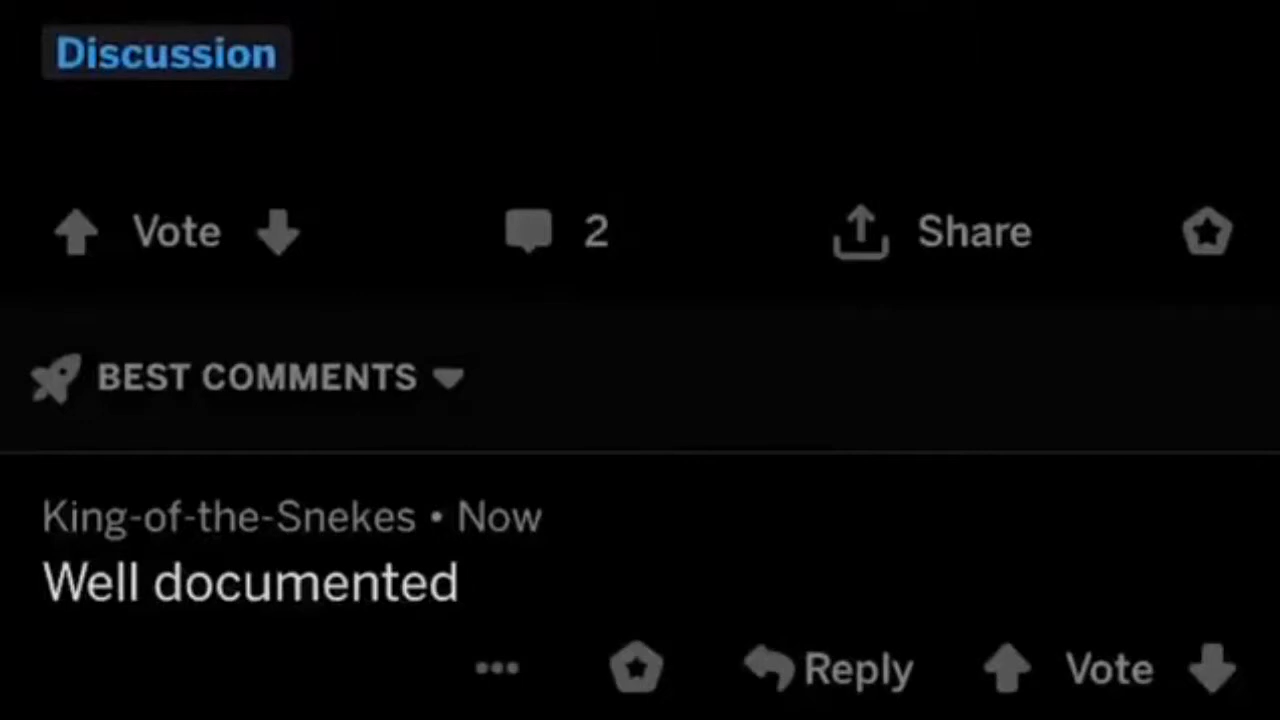 Discussion
Vote 2 Share
BEST COMMENTS
King-of-the-Snekes • Now
Well documented
••• Reply Vote